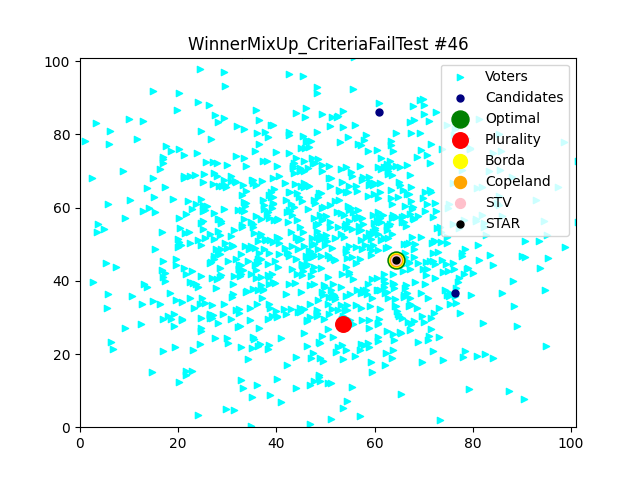 WinnerMixUp_CriteriaFailTest #46
100
80
60
40
20
0
0
20
40
60
80
100
Voters
Candidates
Optimal
Plurality
Borda
Copeland
STV
STAR